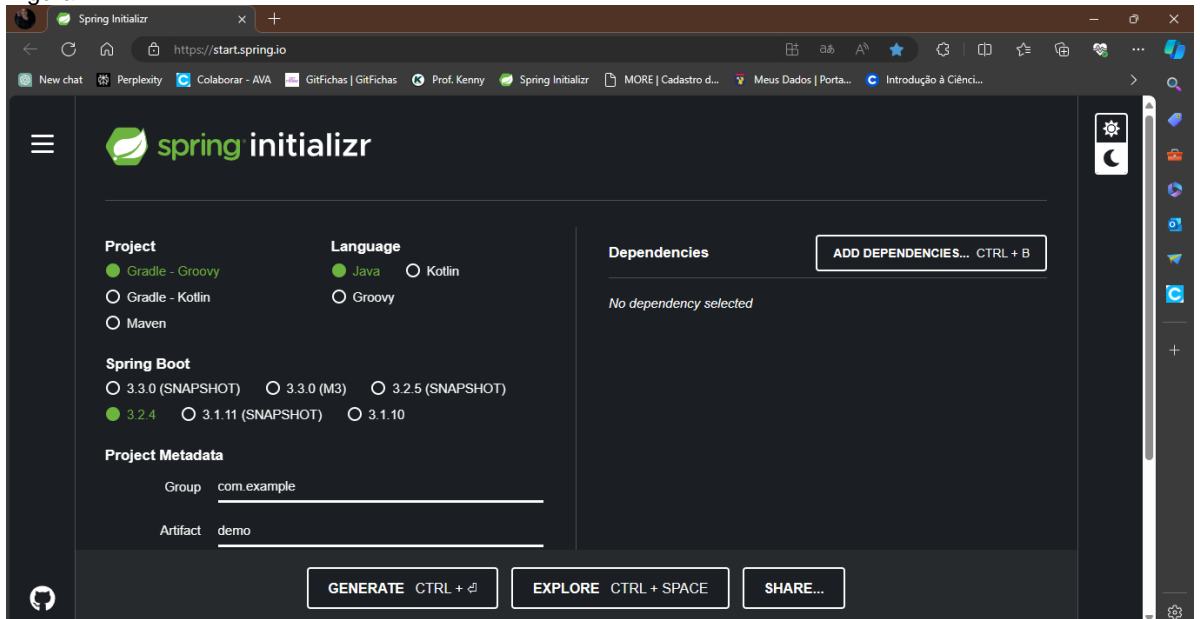 Spring Initializr
https://start.spring.io
New chat Perplexity Colaborar - AVA GitFichas | GitFichas Prof. Kenny Spring Initializr MORE | Cadastro d... Meus Dados | Porta... Introdução à Ciênci...
spring initializr
Project
Gradle - Groovy
Gradle - Kotlin
Maven
Language
Java Kotlin
Groovy
Spring Boot
3.3.0 (SNAPSHOT) 3.3.0 (M3) 3.2.5 (SNAPSHOT)
3.2.4 3.1.11 (SNAPSHOT) 3.1.10
Project Metadata
Group com.example
Artifact demo
Dependencies
ADD DEPENDENCIES... CTRL + B
No dependency selected
GENERATE CTRL + ⏎ EXPLORE CTRL + SPACE SHARE...